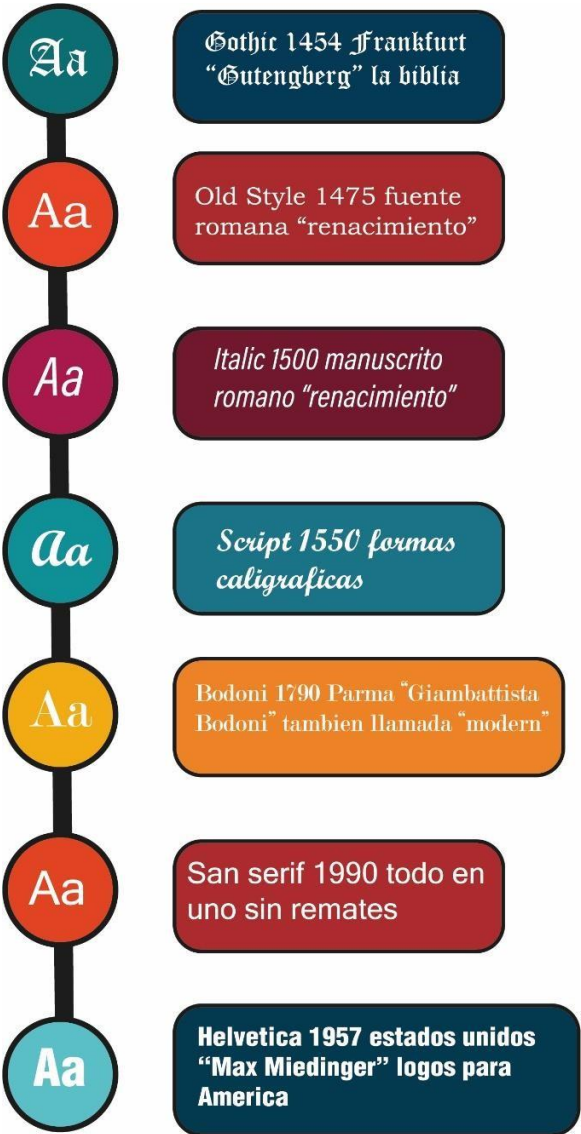 Aa
Gothic 1454 Frankfurt
“Gutengberg” la biblia
Aa
Old Style 1475 fuente
romana “renacimiento”
Aa
Italic 1500 manuscrito
romano “renacimiento”
Aa
Script 1550 formas
caligraficas
Aa
Bodoni 1790 Parma “Giambattista
Bodoni” tambien llamada “modern”
Aa
San serif 1990 todo en
uno sin remates
Aa
Helvetica 1957 estados unidos
“Max Miedinger” logos para
America